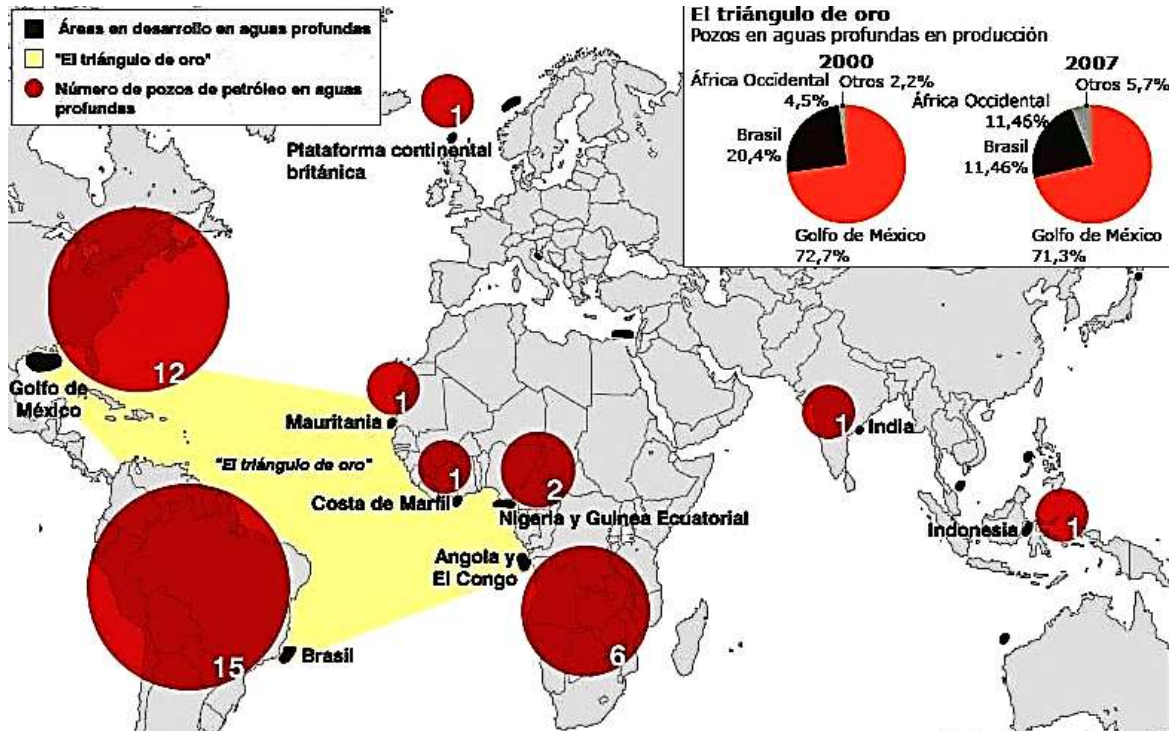 Áreas en desarrollo en aguas profundas
"El triángulo de oro"
Número de pozos de petróleo en aguas
profundas
El triángulo de oro
Pozos en aguas profundas en producción
2000
África Occidental
4,5%
Otros 2,2%
Brasil
20,4%
Golfo de México
72,7%
2007
África Occidental
11,46%
Otros 5,7%
Brasil
11,46%
Golfo de México
71,3%
1
Plataforma continental
británica
12
Golfo de
México
1
Mauritania
"El triángulo de oro"
1
Costa de Marfil
2
Nigeria y Guinea Ecuatorial
1
India
1
Indonesia
Angola y
El Congo
6
15
Brasil